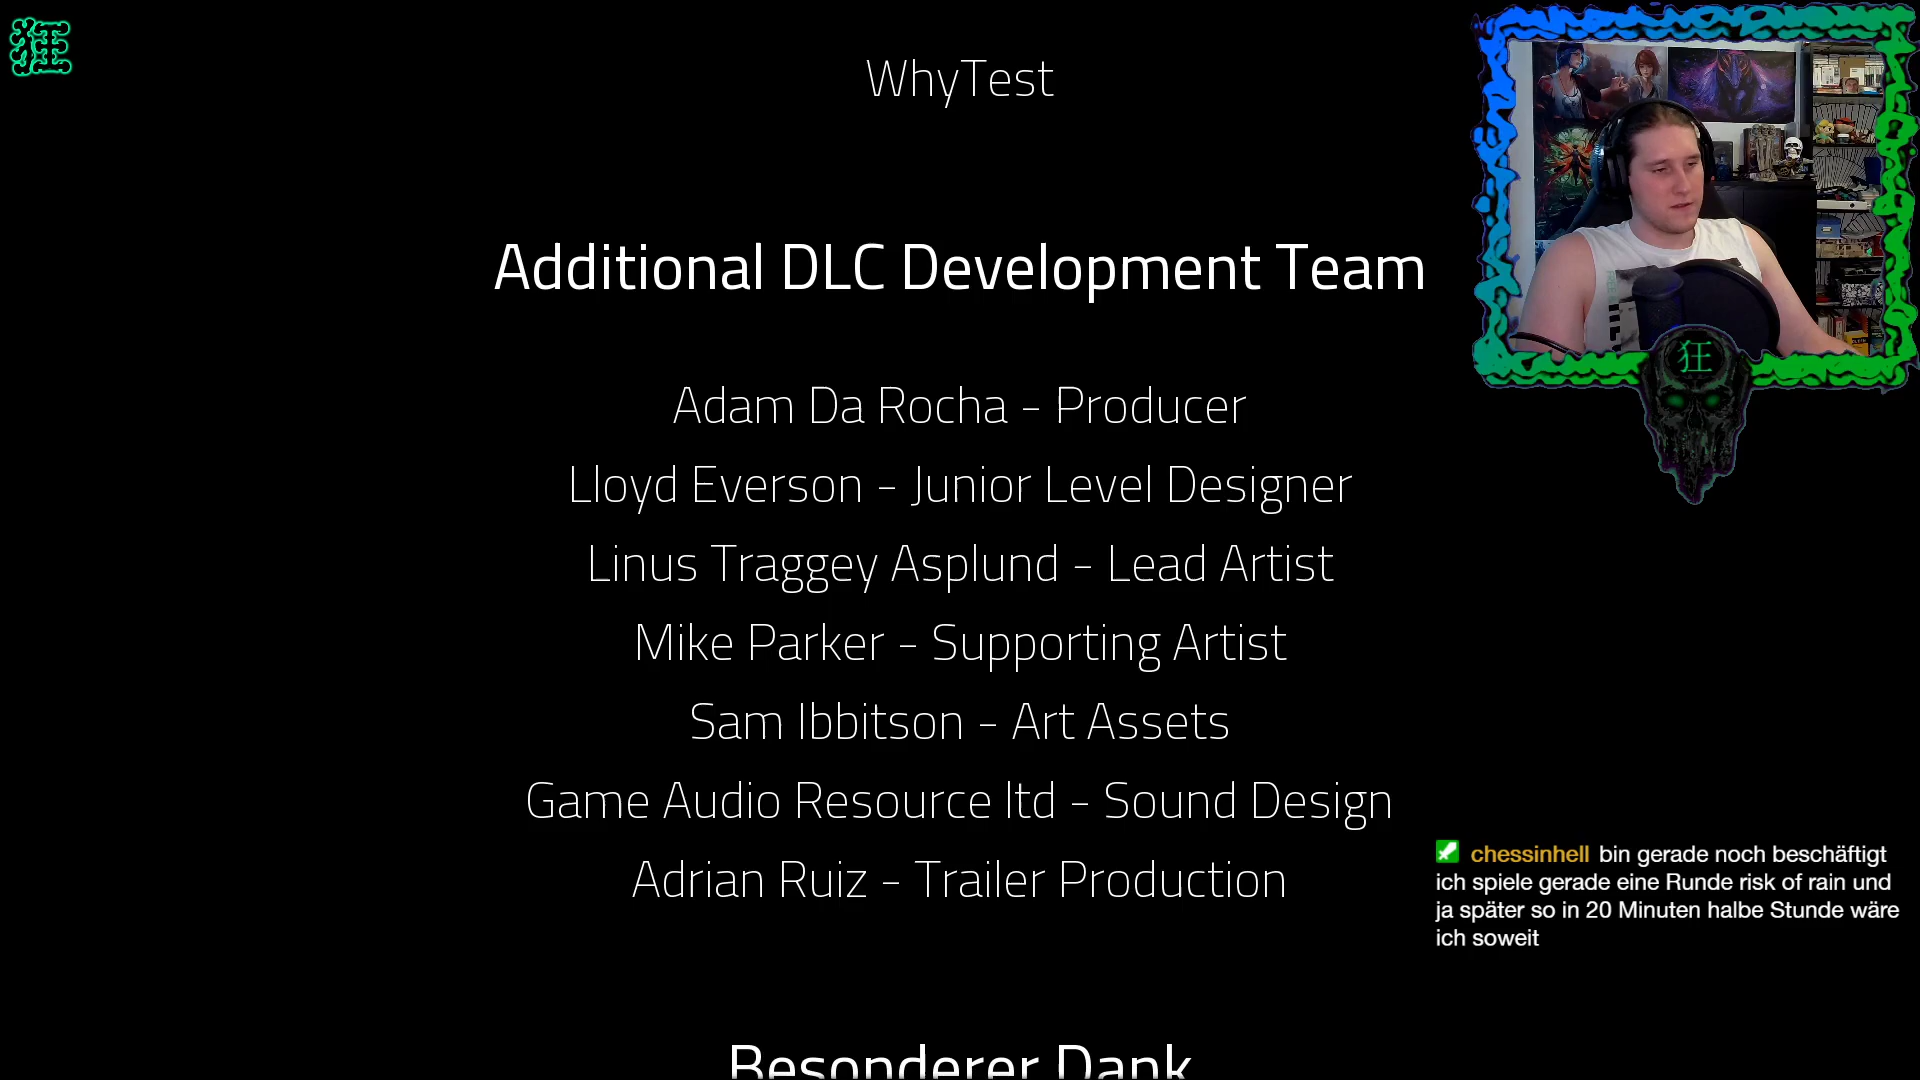 狂
WhyTest
Additional DLC Development Team
Adam Da Rocha - Producer
Lloyd Everson - Junior Level Designer
Linus Traggey Asplund - Lead Artist
Mike Parker - Supporting Artist
Sam Ibbitson - Art Assets
Game Audio Resource ltd - Sound Design
Adrian Ruiz - Trailer Production
Besonderer Dank
狂
chessinhell bin gerade noch beschäftigt
ich spiele gerade eine Runde risk of rain und
ja später so in 20 Minuten halbe Stunde wäre
ich soweit